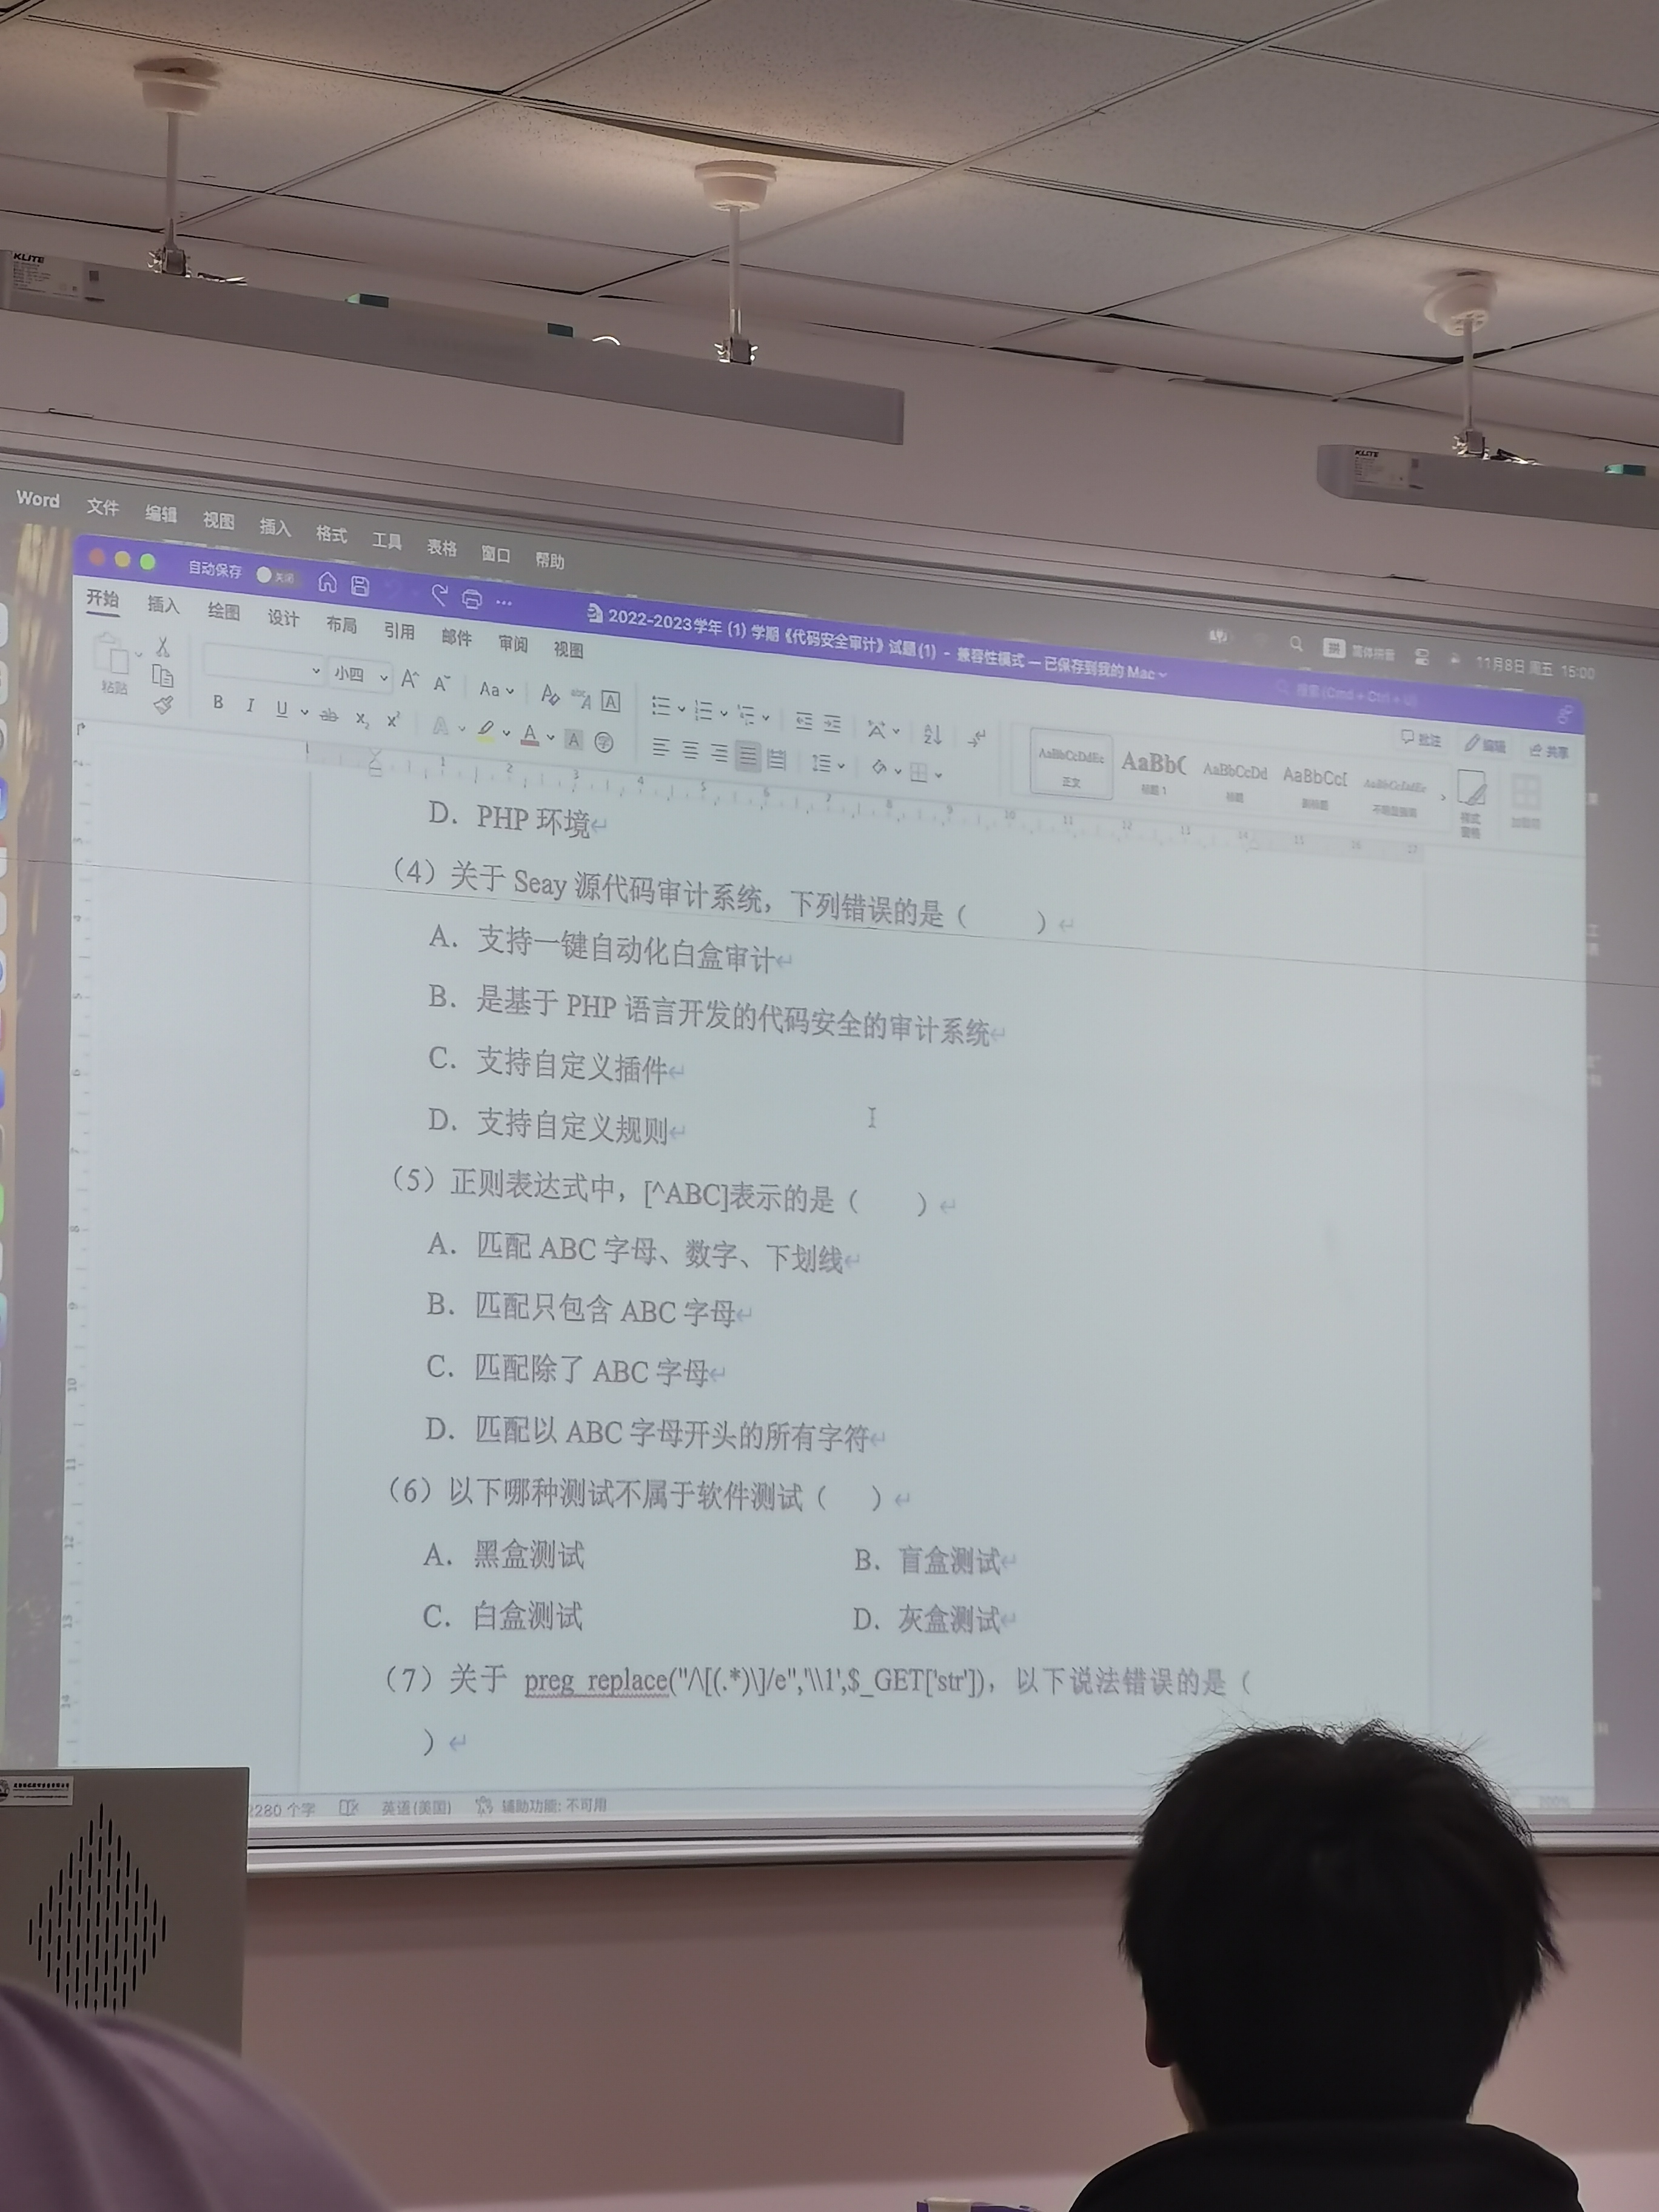 KLITE
KLITE
Word 文件 编辑 视图 插入 格式 工具 表格 窗口 帮助
11月8日 周五 15:00
自动保存 关闭
2022-2023学年 (1) 学期《代码安全审计》试题(1) - 兼容性模式 — 已保存到我的 Mac
搜索 (Cmd + Ctrl + U)
开始 插入 绘图 设计 布局 引用 邮件 审阅 视图
批注 编辑 共享
粘贴
小四
B I U
AaBbCcDdEe AaBb( AaBbCcDd AaBbCcI AaBbCcDdEe
正文 标题 1 标题 副标题
样式窗格
D. PHP 环境
(4) 关于 Seay 源代码审计系统，下列错误的是（ ）
A. 支持一键自动化白盒审计
B. 是基于 PHP 语言开发的代码安全的审计系统
C. 支持自定义插件
D. 支持自定义规则
(5) 正则表达式中，[^ABC]表示的是（ ）
A. 匹配 ABC 字母、数字、下划线
B. 匹配只包含 ABC 字母
C. 匹配除了 ABC 字母
D. 匹配以 ABC 字母开头的所有字符
(6) 以下哪种测试不属于软件测试（ ）
A. 黑盒测试 B. 盲盒测试
C. 白盒测试 D. 灰盒测试
(7) 关于 preg_replace("/\[(.*)\]/e",'\\1',$_GET['str'])，以下说法错误的是（
）
2280 个字 英语(美国) 辅助功能: 不可用